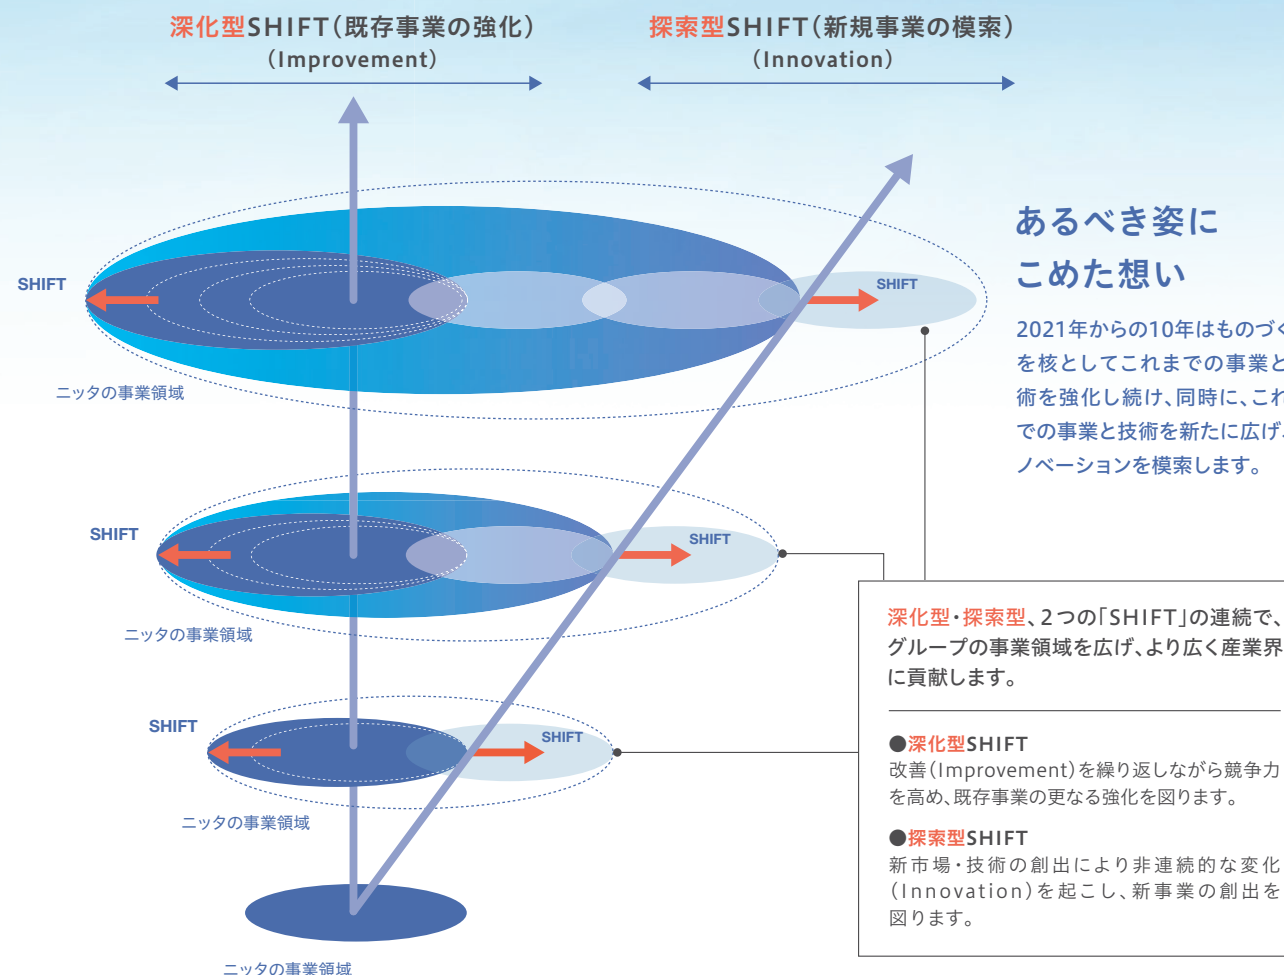 深化型SHIFT（既存事業の強化）
（Improvement）
探索型SHIFT（新規事業の模索）
（Innovation）
あるべき姿に
こめた想い
2021年からの10年はものづく
を核としてこれまでの事業と
術を強化し続け、同時に、これ
での事業と技術を新たに広げ、
ノベーションを模索します。
SHIFT
SHIFT
ニッタの事業領域
SHIFT
SHIFT
ニッタの事業領域
SHIFT
SHIFT
ニッタの事業領域
ニッタの事業領域
深化型・探索型、2つの「SHIFT」の連続で、
グループの事業領域を広げ、より広く産業界
に貢献します。
●深化型SHIFT
改善（Improvement）を繰り返しながら競争力
を高め、既存事業の更なる強化を図ります。
●探索型SHIFT
新市場・技術の創出により非連続的な変化
（Innovation）を起こし、新事業の創出を
図ります。